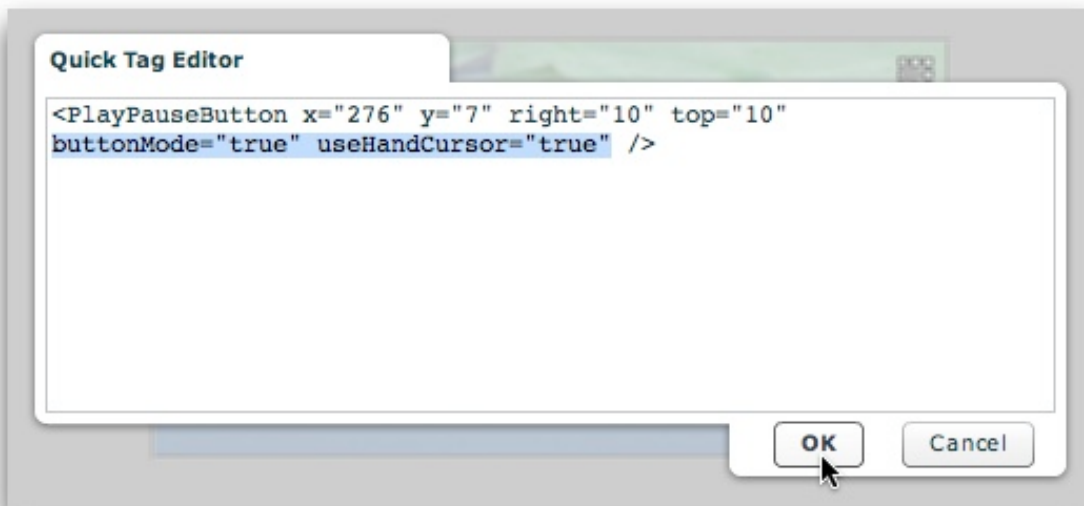 Quick Tag Editor
<PlayPauseButton x="276" y="7" right="10" top="10"
buttonMode="true" useHandCursor="true" />
OK
Cancel